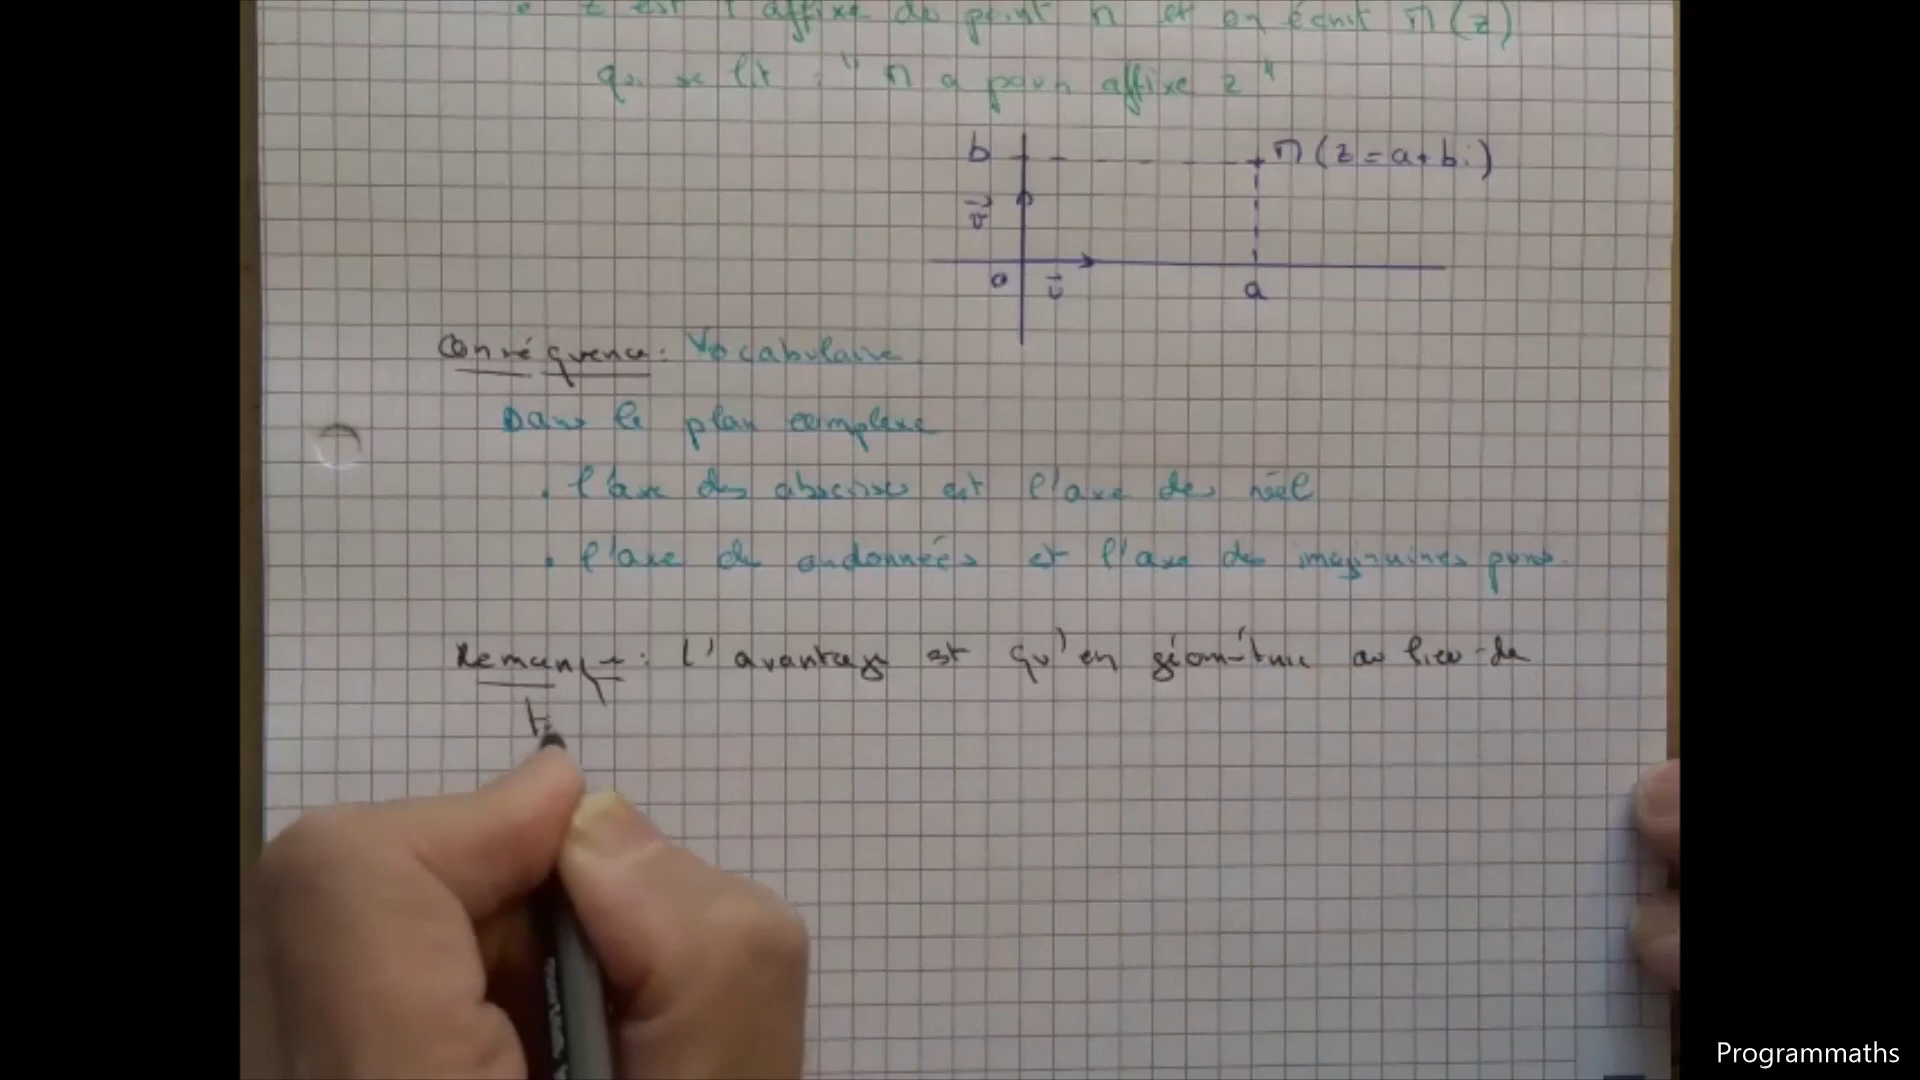 z est l'affixe du point M et on écrit M(z)
qui se lit : "M a pour affixe z"
b M(z=a+bi)
v
o u a
Conséquence : Vocabulaire
Dans le plan complexe
. l'axe des abscisses est l'axe des réel
. l'axe des ordonnées est l'axe des imaginaires purs.
Remarque : L'avantage est qu'en géométrie au lieu de
Programmaths